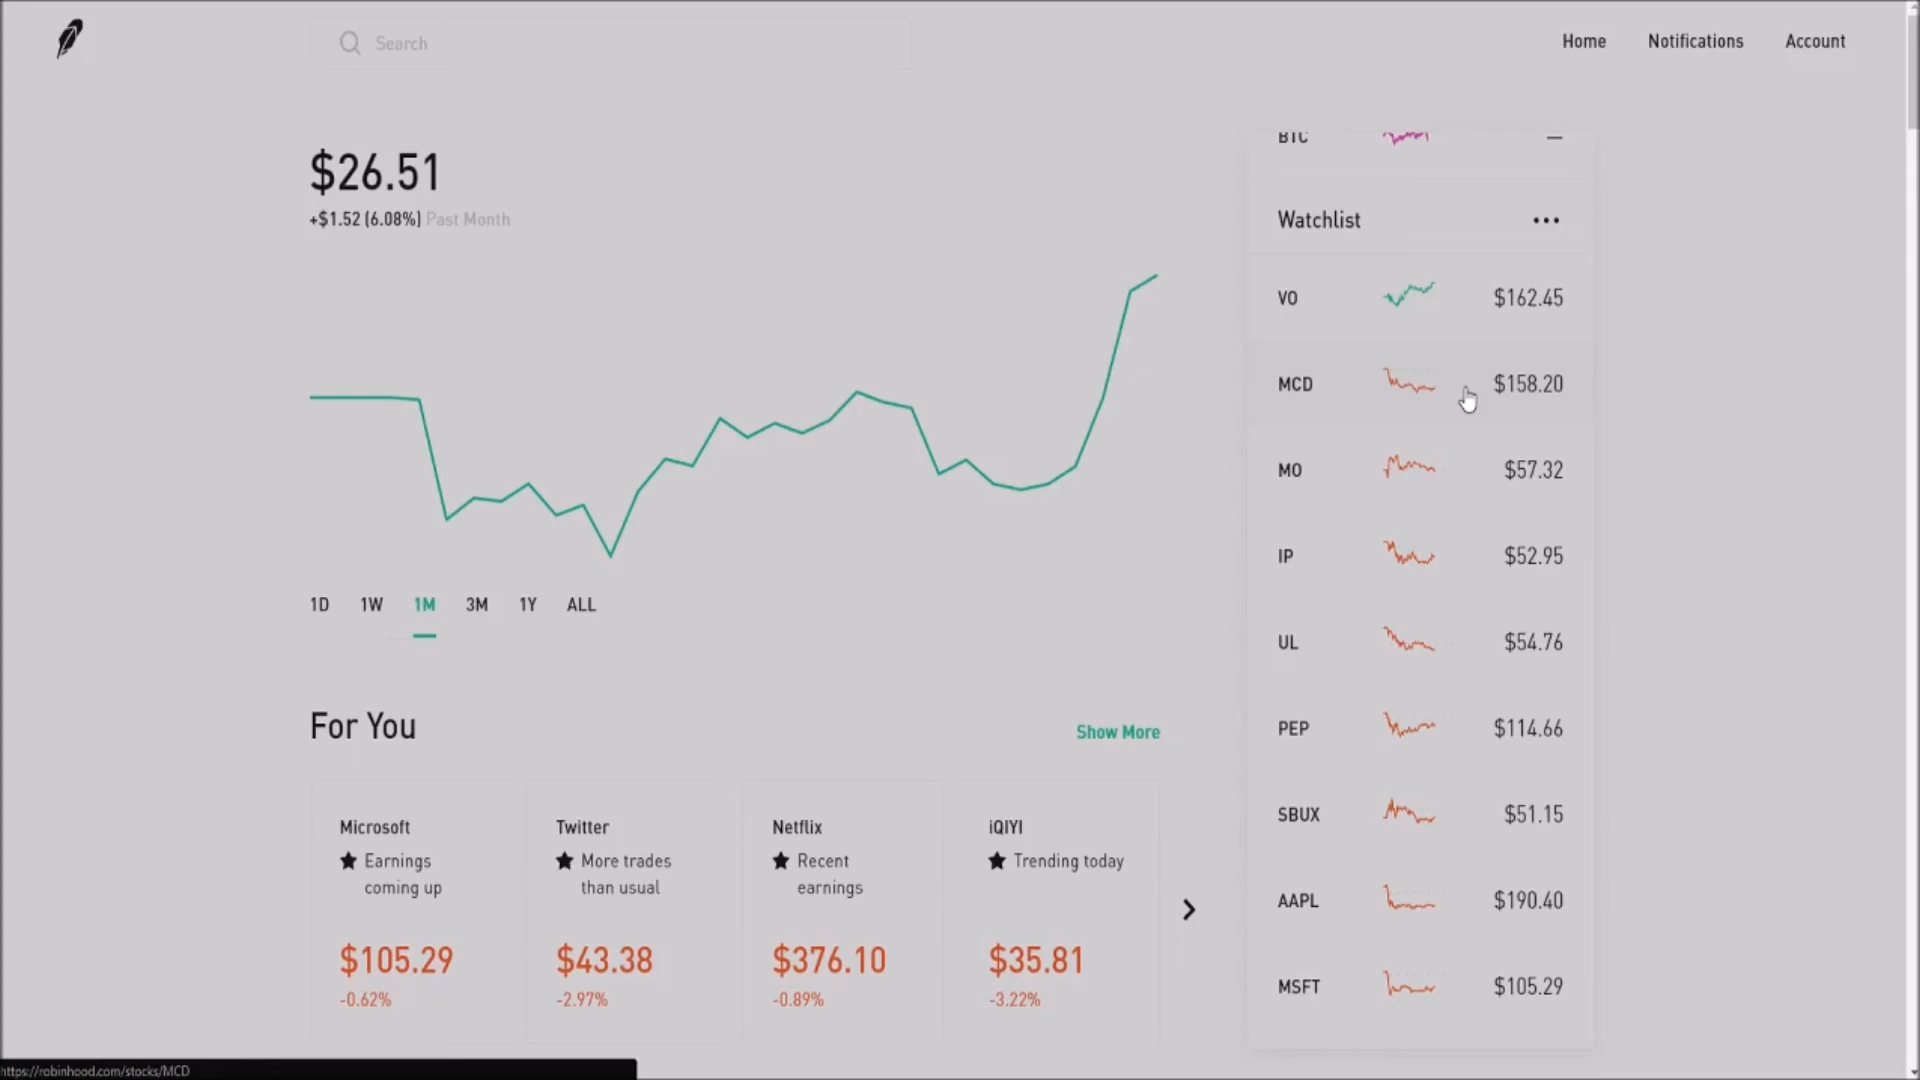 Search
Home Notifications Account
$26.51
+$1.52 (6.08%) Past Month
1D 1W 1M 3M 1Y ALL
For You
Show More
Microsoft
Earnings
coming up
$105.29
-0.62%
Twitter
More trades
than usual
$43.38
-2.97%
Netflix
Recent
earnings
$376.10
-0.89%
iQIYI
Trending today
$35.81
-3.22%
BTC
Watchlist
VO $162.45
MCD $158.20
MO $57.32
IP $52.95
UL $54.76
PEP $114.66
SBUX $51.15
AAPL $190.40
MSFT $105.29
https://robinhood.com/stocks/MCD